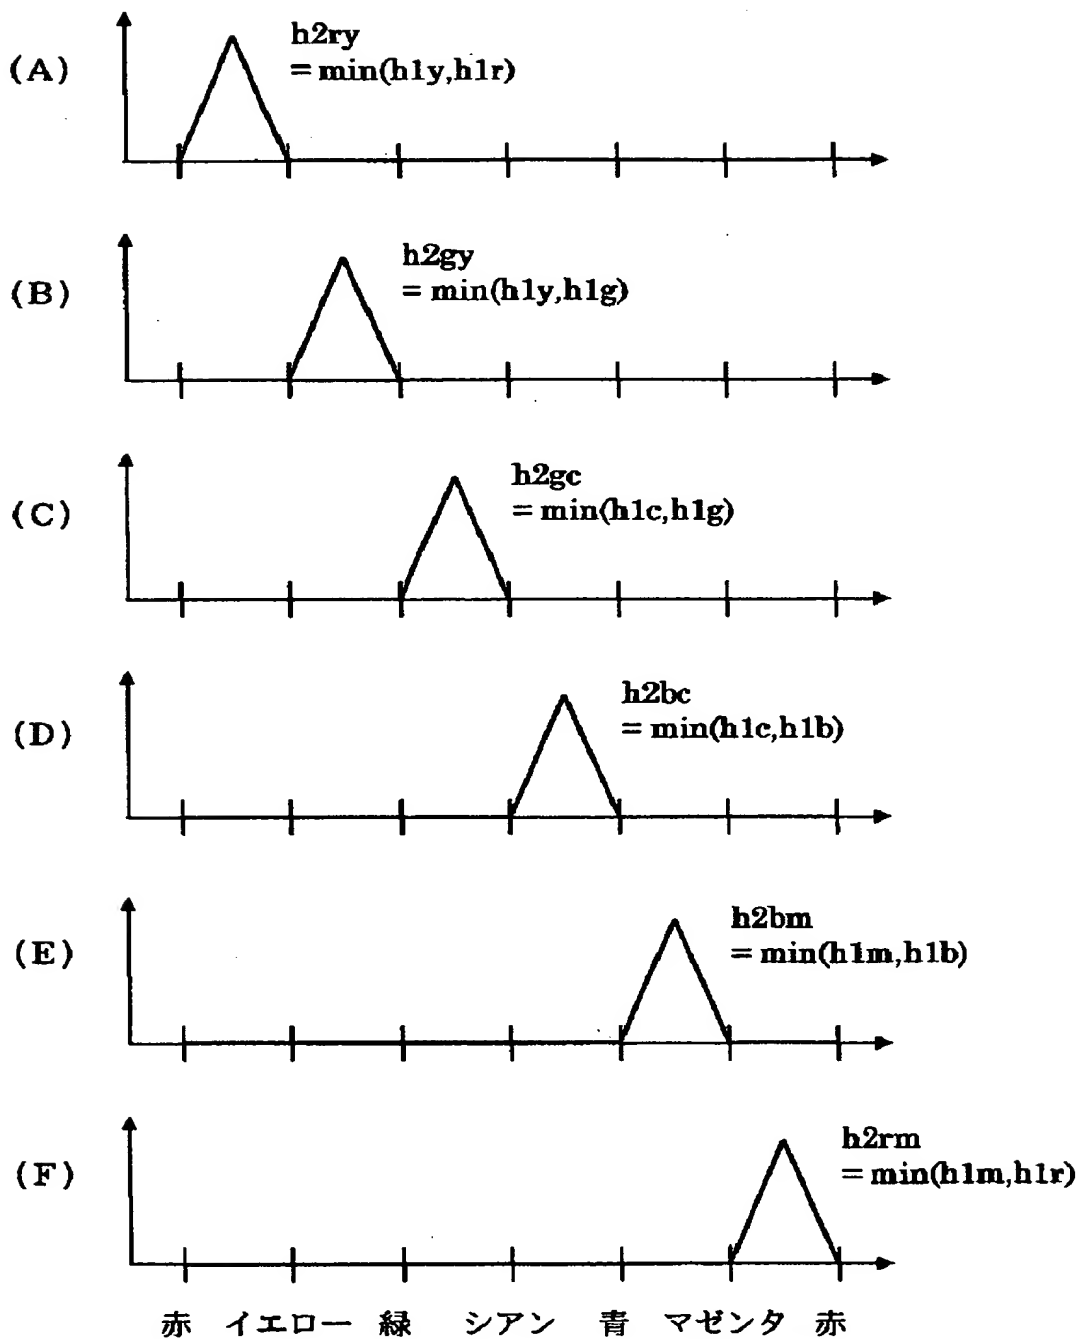 (A)
h2ry
= min(h1y,h1r)
(B)
h2gy
= min(h1y,h1g)
(C)
h2gc
= min(h1c,h1g)
(D)
h2bc
= min(h1c,h1b)
(E)
h2bm
= min(h1m,h1b)
(F)
h2rm
= min(h1m,h1r)
赤 イエロー 緑 シアン 青 マゼンタ 赤